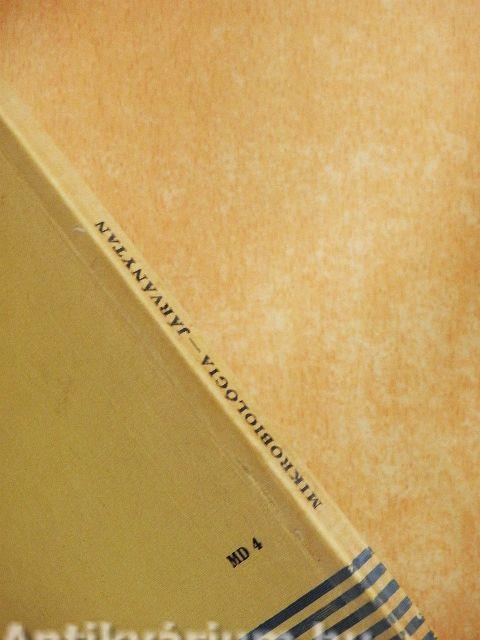 MIKROBIOLÓGIA — JÁRVÁNYTAN
MD 4
Antikvárium.hu